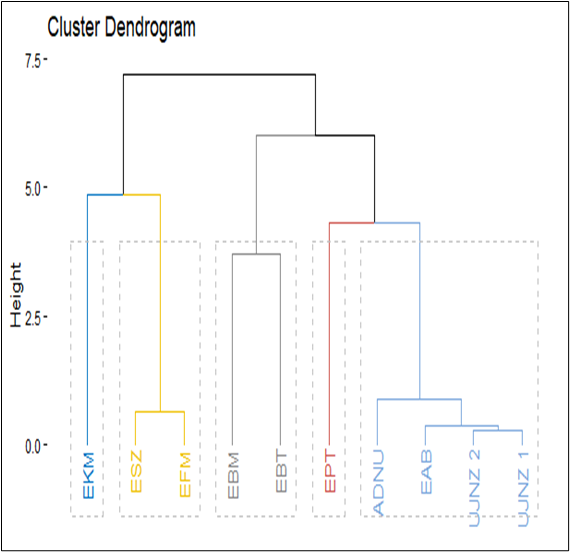 Cluster Dendrogram
7.5
5.0
2.5
0.0
Height
EKM
ESZ
EFM
EBM
EBT
EPT
ADNU
EAB
UJNZ 2
UJNZ 1